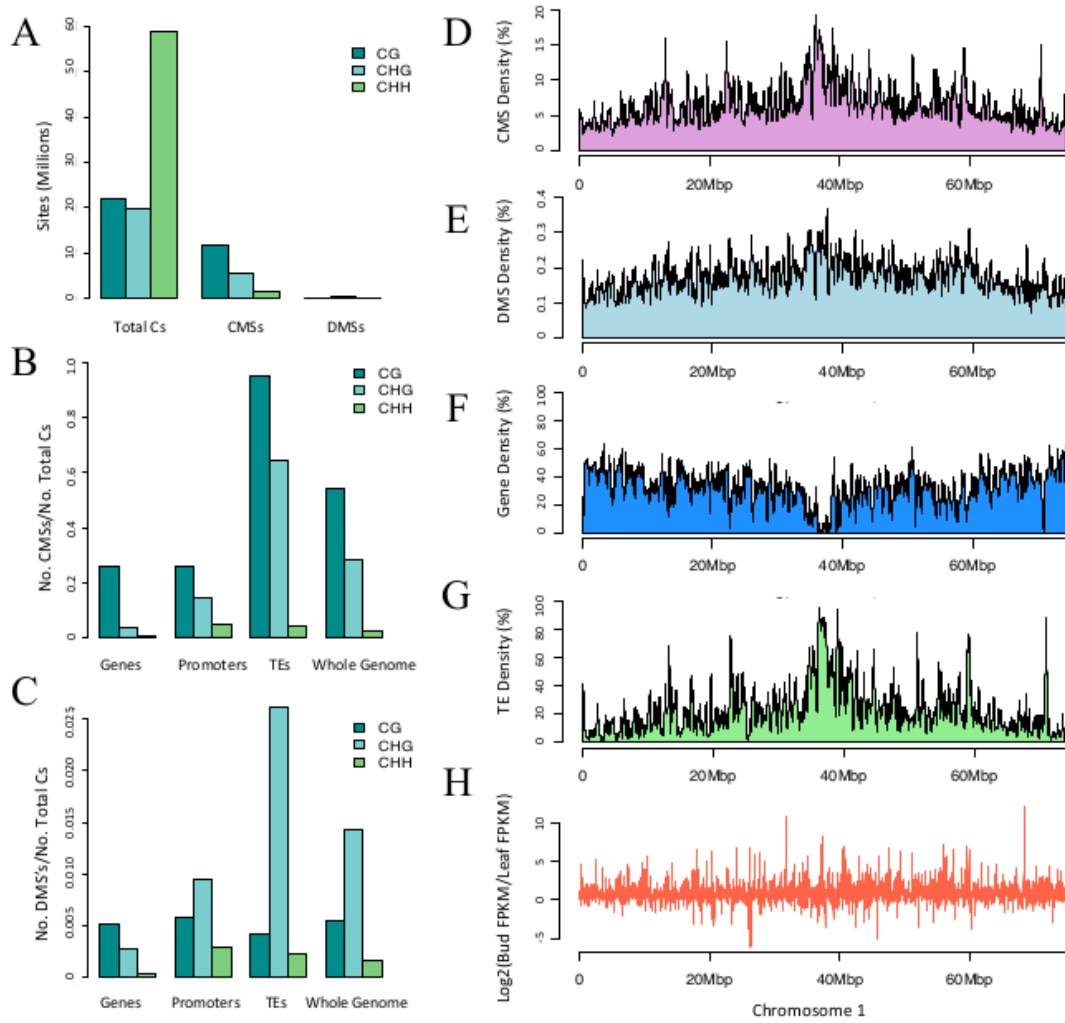 A
Sites (Millions)
60
50
40
30
20
10
0
CG
CHG
CHH
Total Cs
CMSs
DMSs
B
No. CMSs/No. Total Cs
1.0
0.8
0.6
0.4
0.2
0
CG
CHG
CHH
Genes
Promoters
TEs
Whole Genome
C
No. DMS's/No. Total Cs
0.025
0.020
0.015
0.010
0.005
0
CG
CHG
CHH
Genes
Promoters
TEs
Whole Genome
D
CMS Density (%)
20
15
10
5
0
0
20Mbp
40Mbp
60Mbp
E
DMS Density (%)
0.4
0.3
0.2
0.1
0
0
20Mbp
40Mbp
60Mbp
F
Gene Density (%)
100
80
60
40
20
0
0
20Mbp
40Mbp
60Mbp
G
TE Density (%)
100
80
60
40
20
0
0
20Mbp
40Mbp
60Mbp
H
Log2(Bud FPKM/Leaf FPKM)
10
5
0
-5
0
20Mbp
40Mbp
60Mbp
Chromosome 1